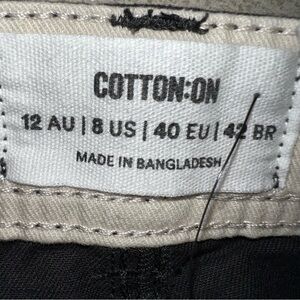 COTTON:ON
12 AU | 8 US | 40 EU | 42 BR
MADE IN BANGLADESH